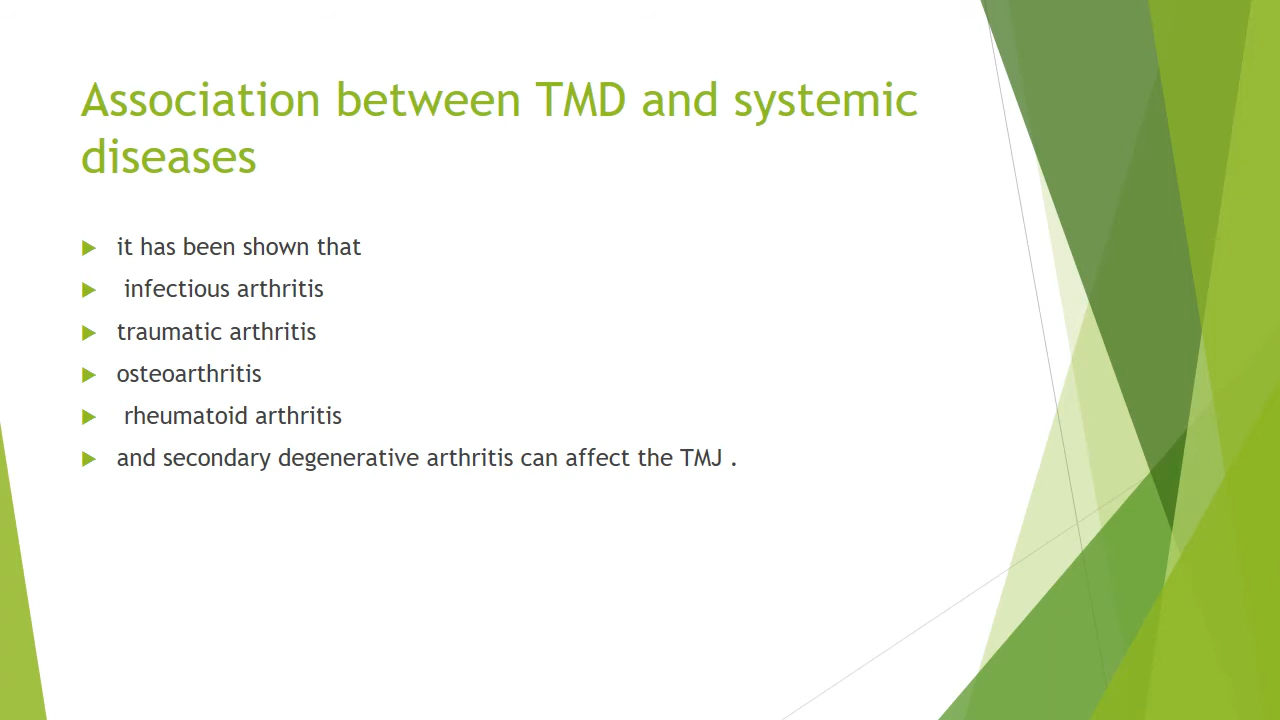 Association between TMD and systemic
diseases
it has been shown that
infectious arthritis
traumatic arthritis
osteoarthritis
rheumatoid arthritis
and secondary degenerative arthritis can affect the TMJ .